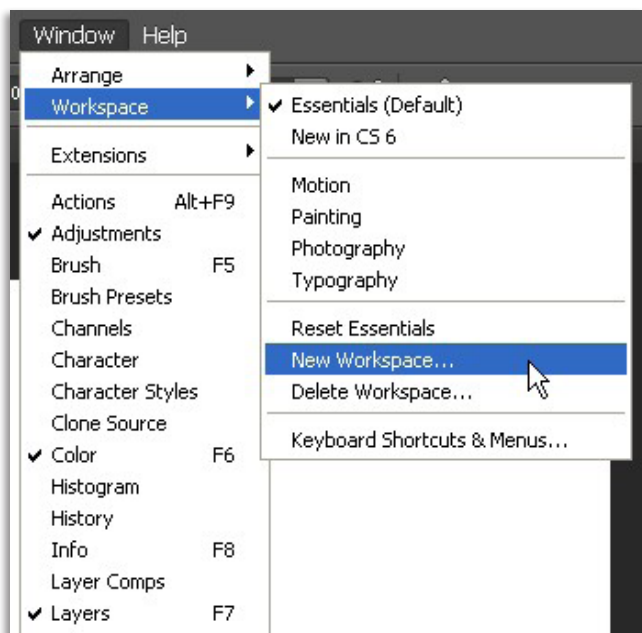 Window Help
Arrange
Workspace
Extensions
Actions Alt+F9
Adjustments
Brush F5
Brush Presets
Channels
Character
Character Styles
Clone Source
Color F6
Histogram
History
Info F8
Layer Comps
Layers F7
Essentials (Default)
New in CS 6
Motion
Painting
Photography
Typography
Reset Essentials
New Workspace...
Delete Workspace...
Keyboard Shortcuts & Menus...